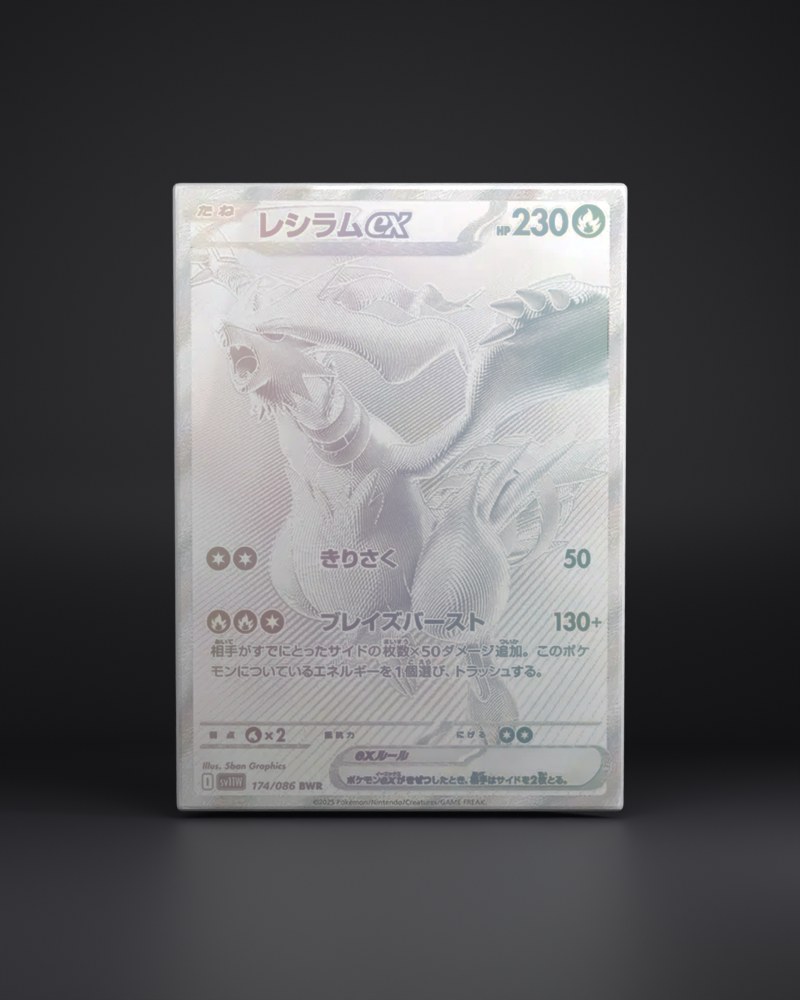 たね レシラムex HP 230
きりさく 50
ブレイズバースト 130+
相手がすでにとったサイドの枚数×50ダメージ追加。このポケ
モンについているエネルギーを1個選び、トラッシュする。
弱点 ×2 抵抗力 にげる
exルール
ポケモンexがきぜつしたとき、相手はサイドを2枚とる。
Illus. 5ban Graphics
sv11W 174/086 BWR
©2025 Pokémon/Nintendo/Creatures/GAME FREAK.